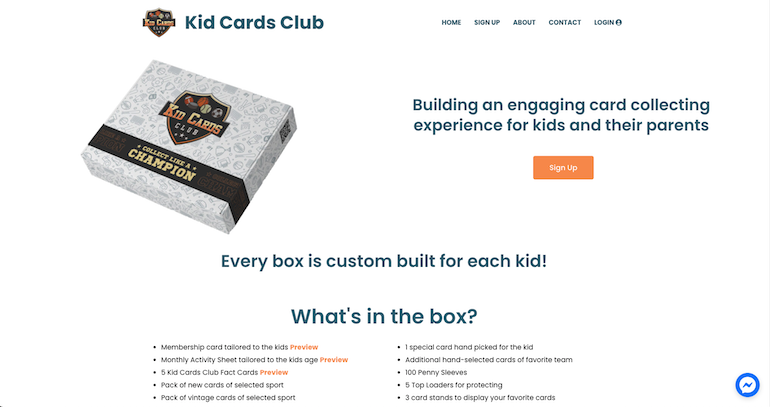 KID CARDS
CLUB
Kid Cards Club
HOME
SIGN UP
ABOUT
CONTACT
LOGIN
KID CARDS
CLUB
COLLECT LIKE A
CHAMPION
Building an engaging card collecting
experience for kids and their parents
Sign Up
Every box is custom built for each kid!
What's in the box?
Membership card tailored to the kids Preview
Monthly Activity Sheet tailored to the kids age Preview
5 Kid Cards Club Fact Cards Preview
Pack of new cards of selected sport
Pack of vintage cards of selected sport
1 special card hand picked for the kid
Additional hand-selected cards of favorite team
100 Penny Sleeves
5 Top Loaders for protecting
3 card stands to display your favorite cards